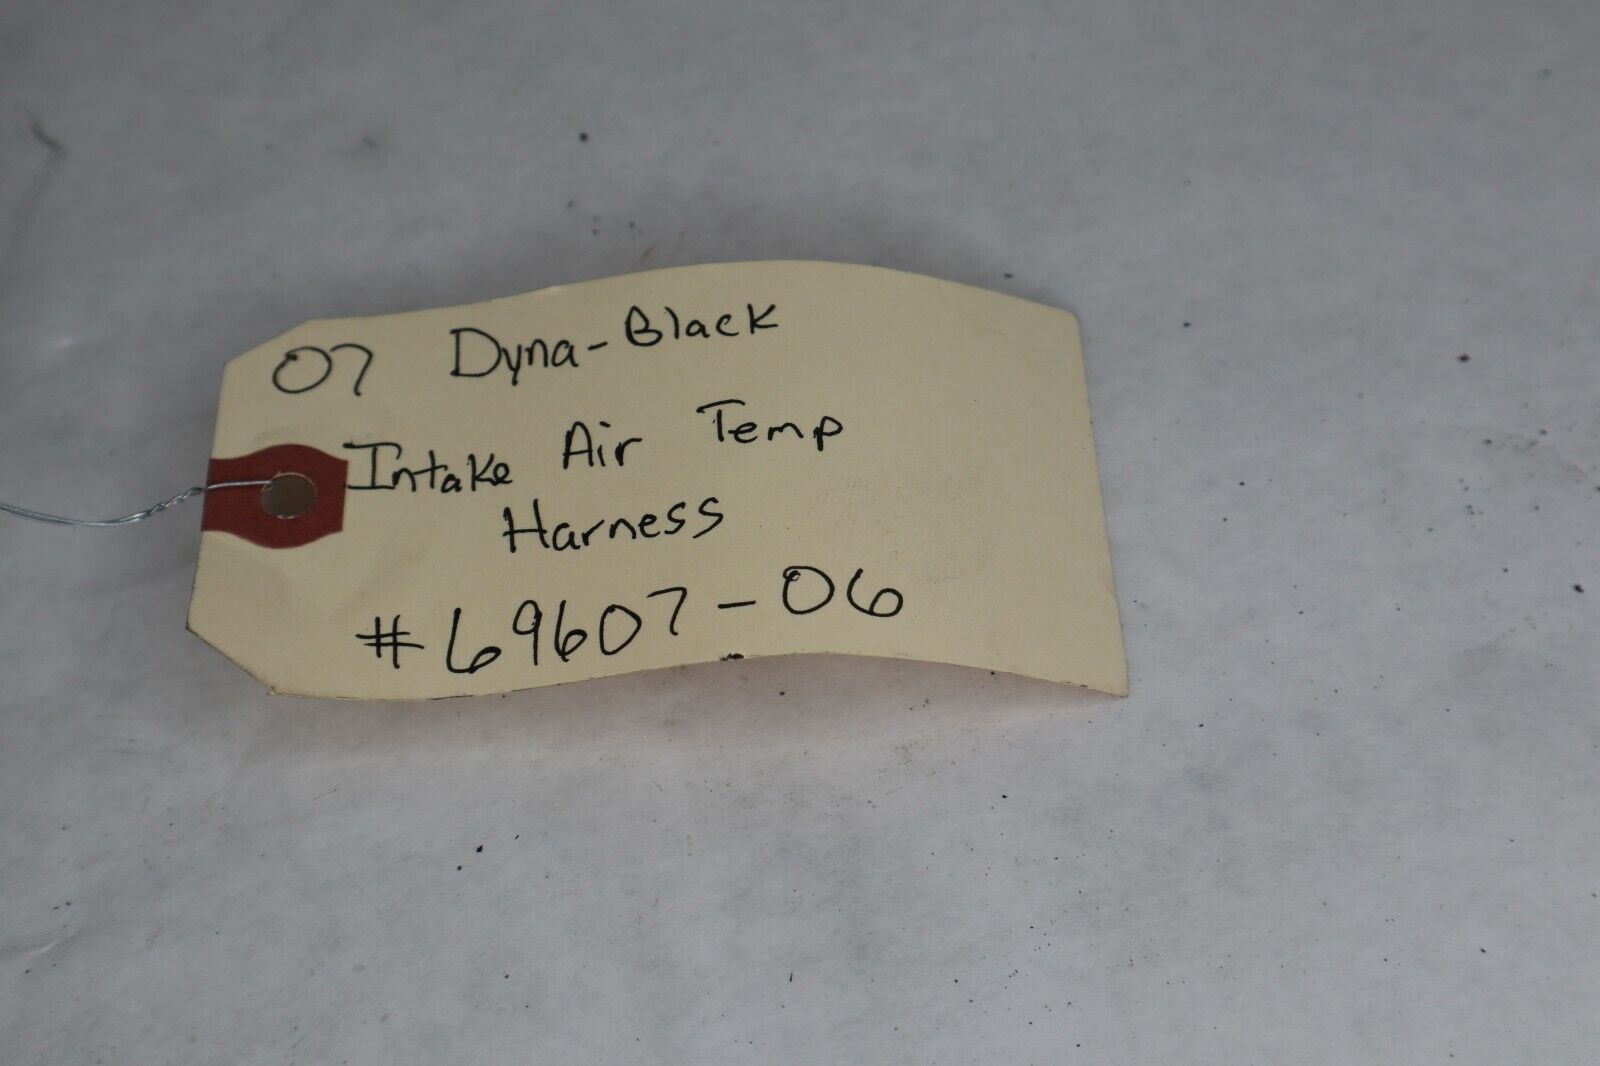 07 Dyna-Black
Intake Air Temp
Harness
#69607-06